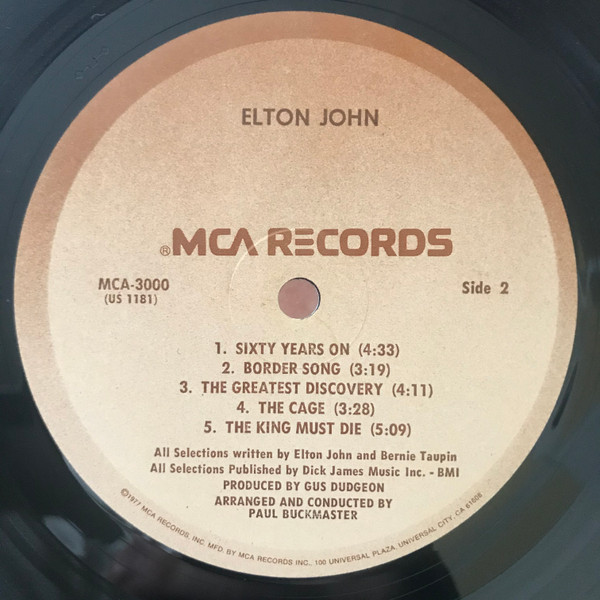 ELTON JOHN
®MCA RECORDS
MCA-3000
(US 1181)
Side 2
1. SIXTY YEARS ON (4:33)
2. BORDER SONG (3:19)
3. THE GREATEST DISCOVERY (4:11)
4. THE CAGE (3:28)
5. THE KING MUST DIE (5:09)
All Selections written by Elton John and Bernie Taupin
All Selections Published by Dick James Music Inc. - BMI
PRODUCED BY GUS DUDGEON
ARRANGED AND CONDUCTED BY
PAUL BUCKMASTER
©1977 MCA RECORDS, INC. MFD. BY MCA RECORDS INC., 100 UNIVERSAL PLAZA, UNIVERSAL CITY, CA 61608